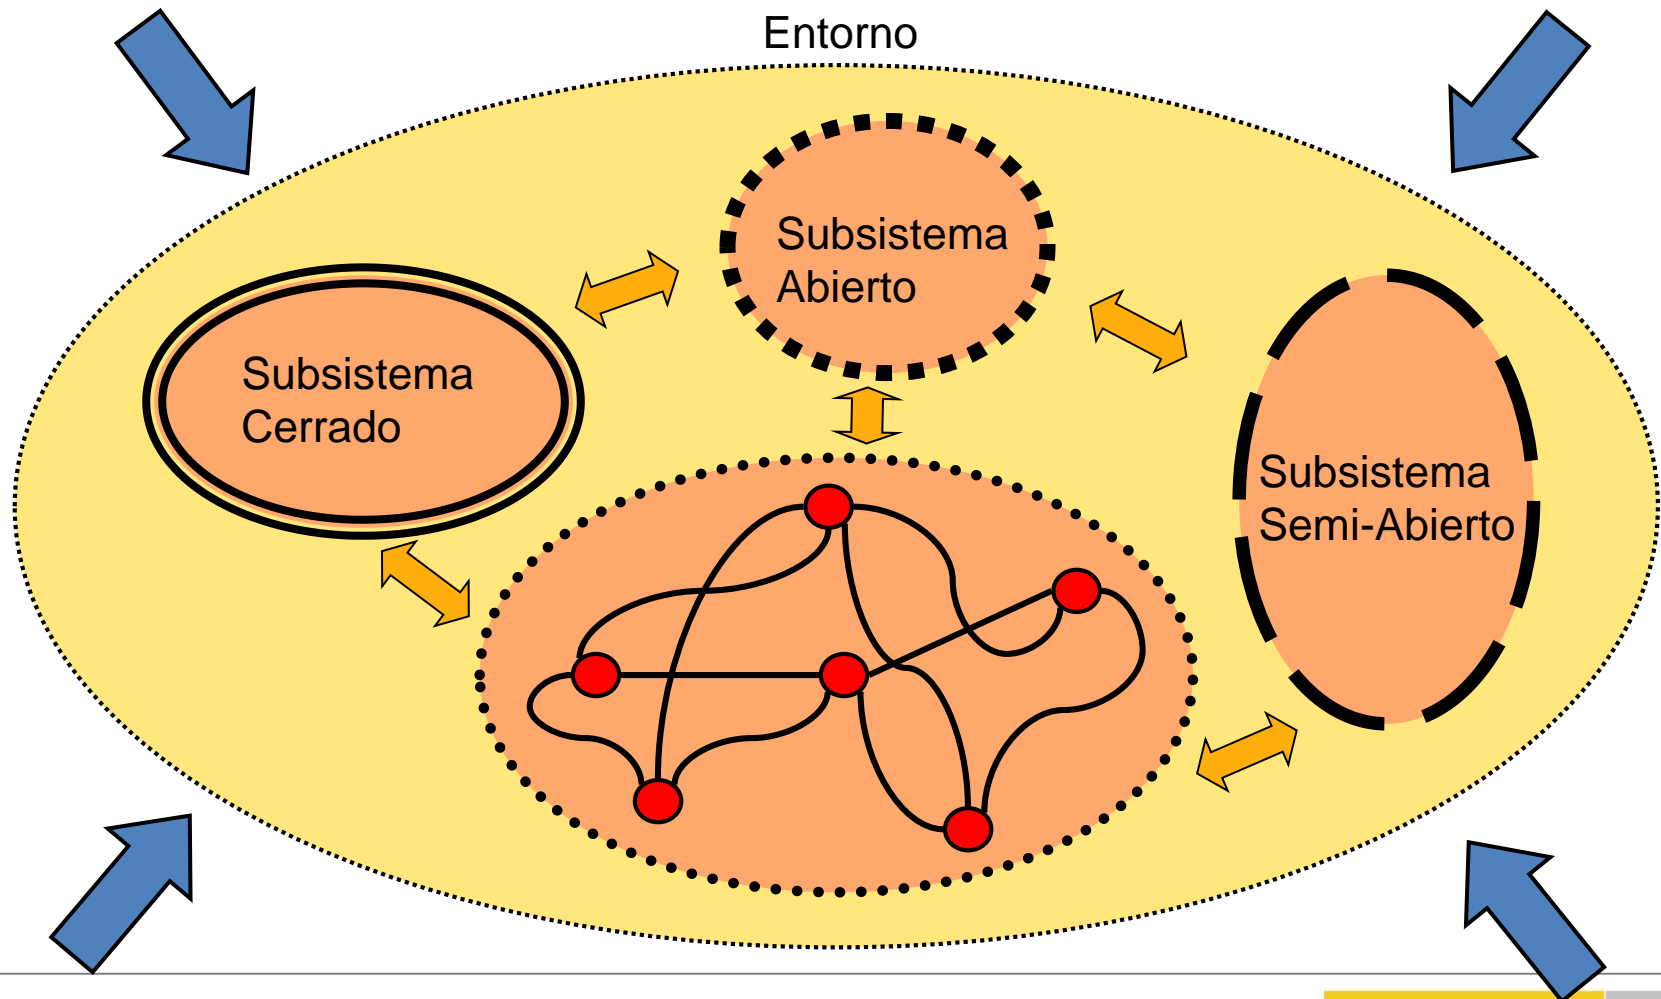 Entorno
Subsistema
Abierto
Subsistema
Cerrado
Subsistema
Semi-Abierto